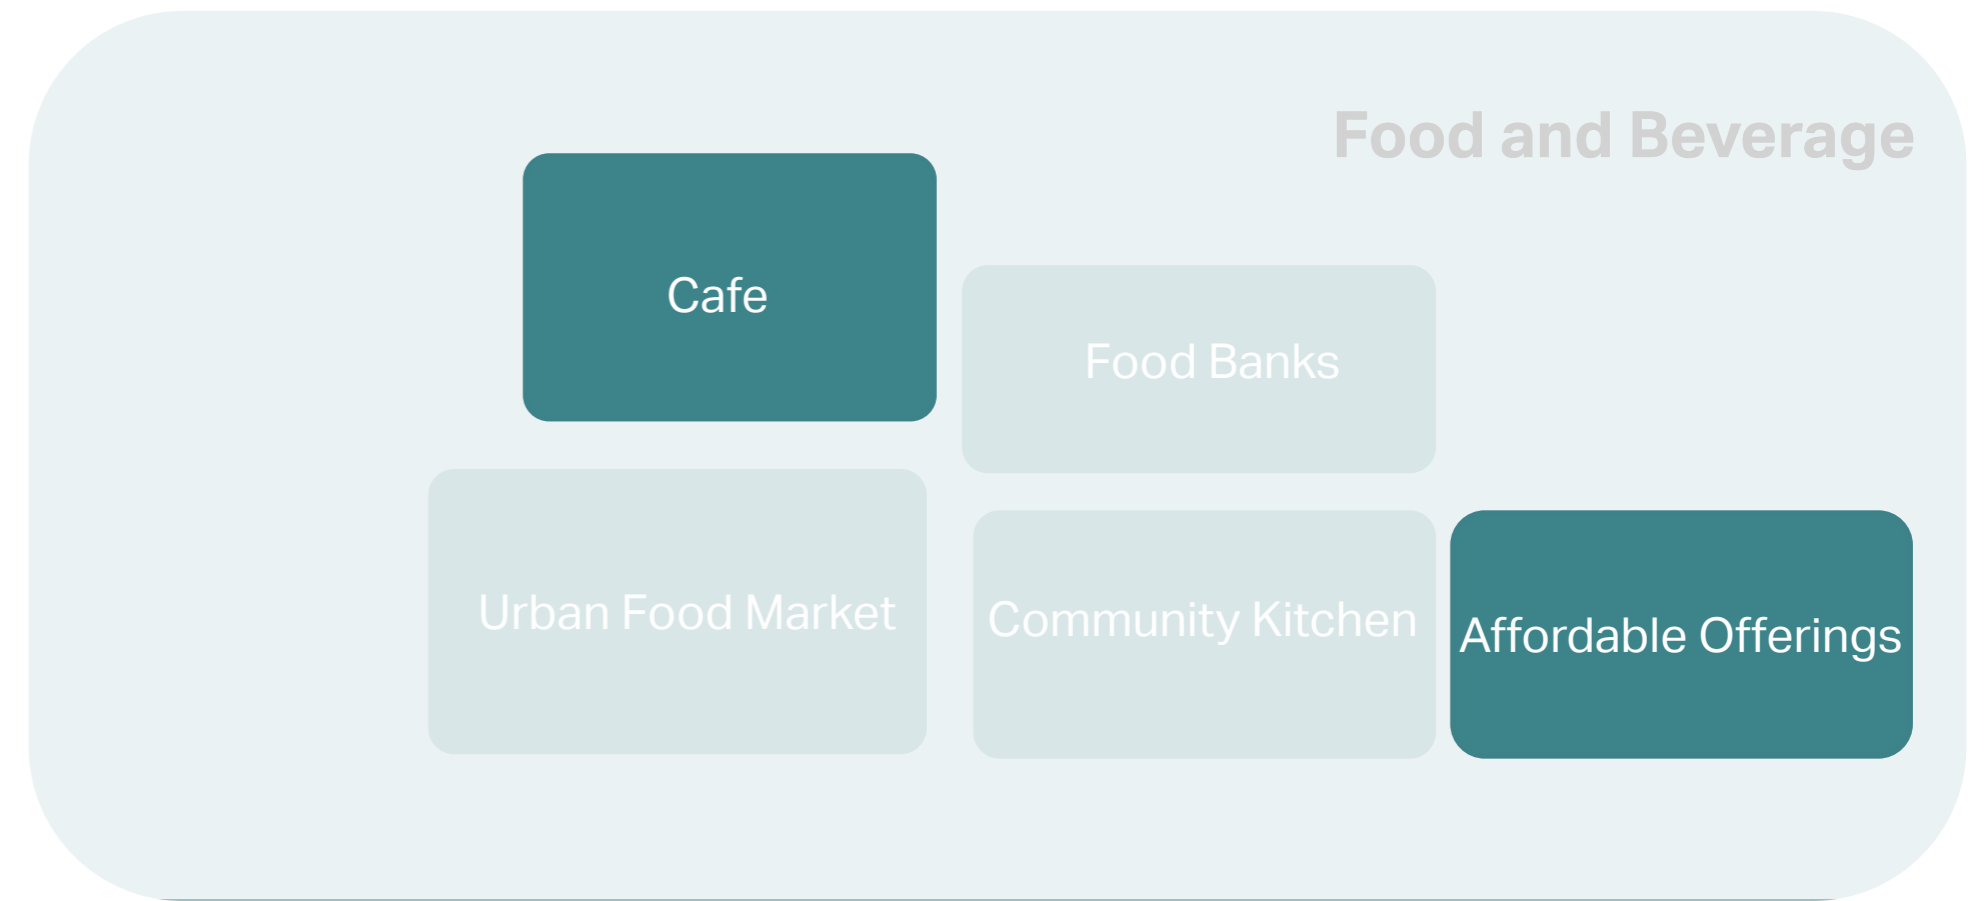 Food and Beverage
Cafe
Food Banks
Urban Food Market
Community Kitchen
Affordable Offerings